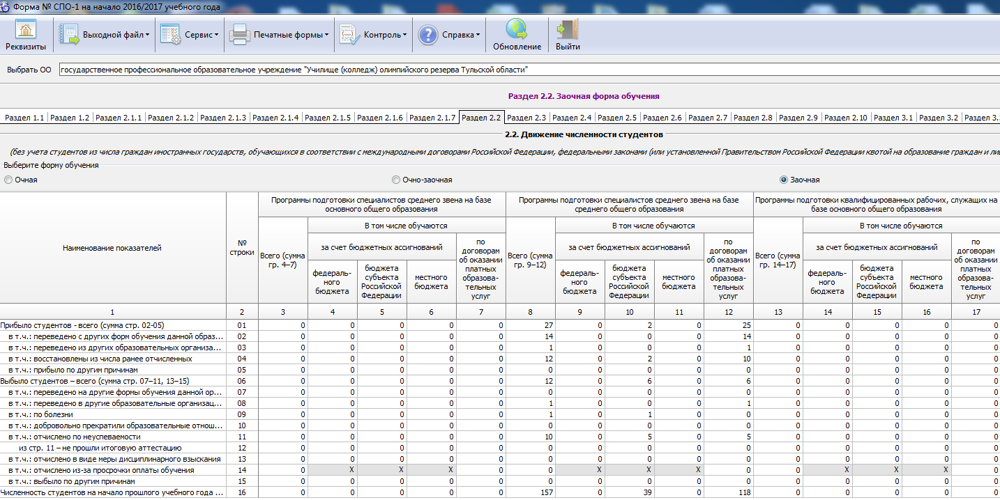 Форма № СПО-1 на начало 2016/2017 учебного года
Реквизиты
Выходной файл
Сервис
Печатные формы
Контроль
Справка
Обновление
Выйти
Выбрать ОО государственное профессиональное образовательное учреждение "Училище (колледж) олимпийского резерва Тульской области"
Раздел 2.2. Заочная форма обучения
Раздел 1.1 Раздел 1.2 Раздел 2.1.1 Раздел 2.1.2 Раздел 2.1.3 Раздел 2.1.4 Раздел 2.1.5 Раздел 2.1.6 Раздел 2.1.7 Раздел 2.2 Раздел 2.3 Раздел 2.4 Раздел 2.5 Раздел 2.6 Раздел 2.7 Раздел 2.8 Раздел 2.9 Раздел 2.10 Раздел 3.1 Раздел 3.2 Раздел 3.
2.2. Движение численности студентов
(без учета студентов из числа граждан иностранных государств, обучающихся в соответствии с международными договорами Российской Федерации, федеральными законами (или установленной Правительством Российской Федерации квотой на образование граждан и ли
Выберите форму обучения
Очная Очно-заочная Заочная
Наименование показателей
№
строки
Программы подготовки специалистов среднего звена на базе
основного общего образования
Всего (сумма
гр. 4–7)
В том числе обучаются
за счет бюджетных ассигнований
федераль-
ного
бюджета
бюджета
субъекта
Российской
Федерации
местного
бюджета
по
договорам
об оказании
платных
образова-
тельных
услуг
Программы подготовки специалистов среднего звена на базе
среднего общего образования
Всего (сумма
гр. 9–12)
В том числе обучаются
за счет бюджетных ассигнований
федераль-
ного
бюджета
бюджета
субъекта
Российской
Федерации
местного
бюджета
по
договорам
об оказании
платных
образова-
тельных
услуг
Программы подготовки квалифицированных рабочих, служащих на
базе основного общего образования
Всего (сумма
гр. 14–17)
В том числе обучаются
за счет бюджетных ассигнований
федераль-
ного
бюджета
бюджета
субъекта
Российской
Федерации
местного
бюджета
по
договорам
об оказании
платных
образова-
тельных
услуг
1 2 3 4 5 6 7 8 9 10 11 12 13 14 15 16 17
Прибыло студентов - всего (сумма стр. 02-05) 01 0 0 0 0 0 27 0 2 0 25 0 0 0 0 0
в т.ч.: переведено с других форм обучения данной образ... 02 0 0 0 0 0 14 0 0 0 14 0 0 0 0 0
в т.ч.: переведено из других образовательных организа... 03 0 0 0 0 0 1 0 0 0 1 0 0 0 0 0
в т.ч.: восстановлены из числа ранее отчисленных 04 0 0 0 0 0 12 0 2 0 10 0 0 0 0 0
в т.ч.: прибыло по другим причинам 05 0 0 0 0 0 0 0 0 0 0 0 0 0 0 0
Выбыло студентов – всего (сумма стр. 07–11, 13–15) 06 0 0 0 0 0 12 0 6 0 6 0 0 0 0 0
в т.ч.: переведено на другие формы обучения данной ор... 07 0 0 0 0 0 0 0 0 0 0 0 0 0 0 0
в т.ч.: переведено в другие образовательные организац... 08 0 0 0 0 0 1 0 0 0 1 0 0 0 0 0
в т.ч.: по болезни 09 0 0 0 0 0 1 0 1 0 0 0 0 0 0 0
в т.ч.: добровольно прекратили образовательные отнош... 10 0 0 0 0 0 0 0 0 0 0 0 0 0 0 0
в т.ч.: отчислено по неуспеваемости 11 0 0 0 0 0 10 0 5 0 5 0 0 0 0 0
из стр. 11 – не прошли итоговую аттестацию 12 0 0 0 0 0 0 0 0 0 0 0 0 0 0 0
в т.ч.: отчислено в виде меры дисциплинарного взыскания 13 0 0 0 0 0 0 0 0 0 0 0 0 0 0 0
в т.ч.: отчислено из-за просрочки оплаты обучения 14 0 X X X 0 0 X X X 0 0 X X X 0
в т.ч.: выбыло по другим причинам 15 0 0 0 0 0 0 0 0 0 0 0 0 0 0 0
Численность студентов на начало прошлого учебного года ... 16 0 0 0 0 0 157 0 39 0 118 0 0 0 0 0